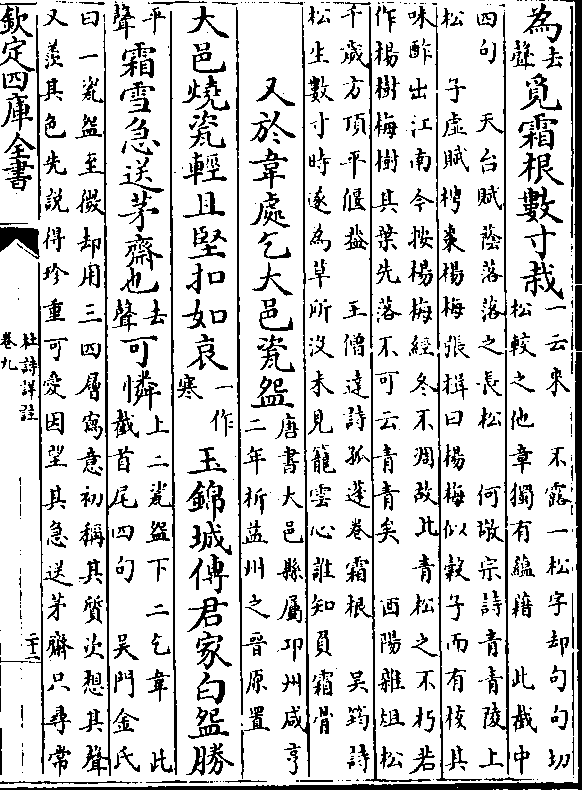 為去聲覓霜根數寸栽一云來 不露一松字却句句切
松較之他章獨有蘊藉 此截中
四句 天台賦蔭落落之長松 何敬宗詩青青陵上
松 子虛賦樗棗楊梅張楫曰楊梅似穀子而有核其
味酢出江南今按楊梅經冬不凋故比青松之不朽若
作楊樹梅樹其葉先落不可云青青矣 酉陽雜俎松
千歲方頂平偃蓋 王僧達詩孤蓬卷霜根 吳筠詩
松生數寸時遂為草所沒未見籠雲心誰知負霜骨
又於韋處乞大邑瓷盌唐書大邑縣屬邛州咸亨
二年析益州之晉原置
大邑燒瓷輕且堅扣如哀一作寒玉錦城傳君家白盌勝
平聲霜雪急送茅齋也去聲可憐上二瓷盌下二乞韋 此
截首尾四句 吳門金氏
曰一瓷盌至微却用三四層寫意初稱其質次想其聲
又羨其色先説得珍重可愛因望其急送茅齋只尋常
欽定四庫全書
杜詩詳註
卷九
二十二